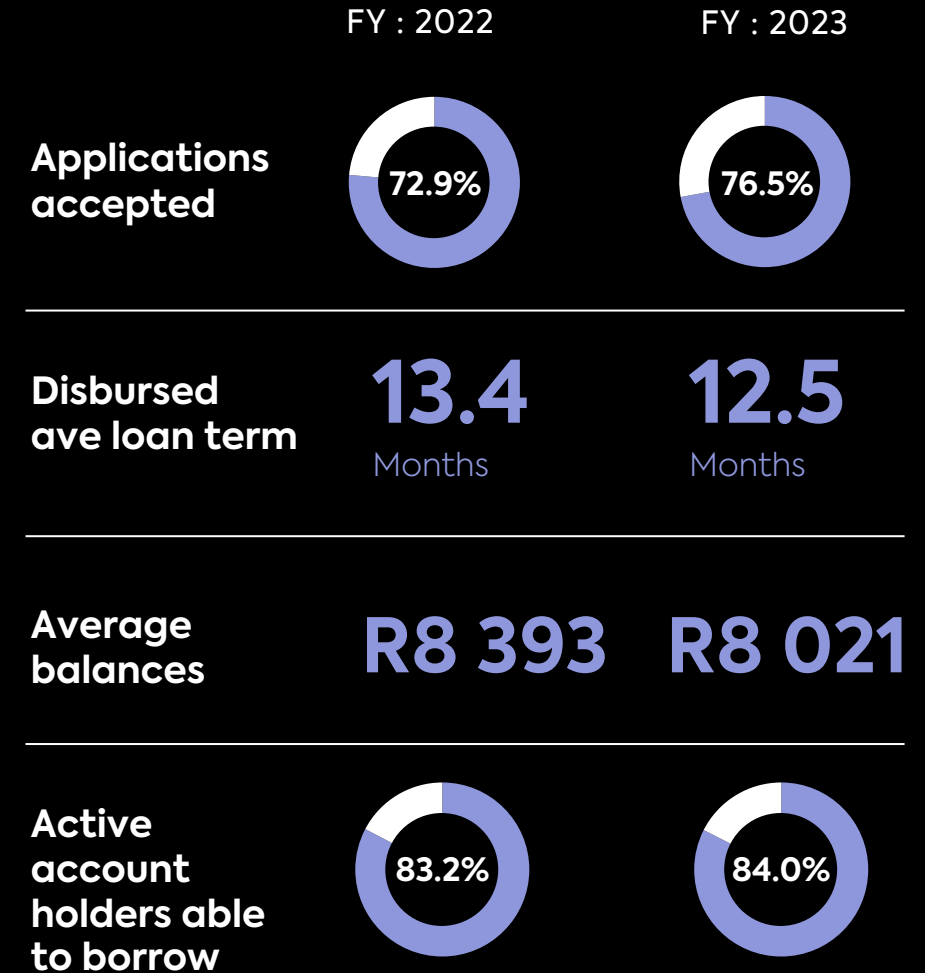 FY : 2022
FY : 2023
Applications
accepted
72.9%
76.5%
Disbursed
ave loan term
13.4
Months
12.5
Months
Average
balances
R8 393
R8 021
Active
account
holders able
to borrow
83.2%
84.0%